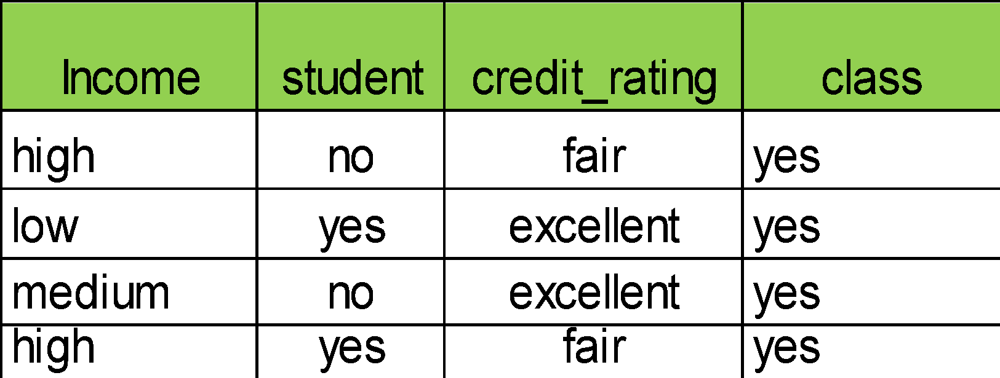 Income student credit_rating class
high no fair yes
low yes excellent yes
medium no excellent yes
high yes fair yes